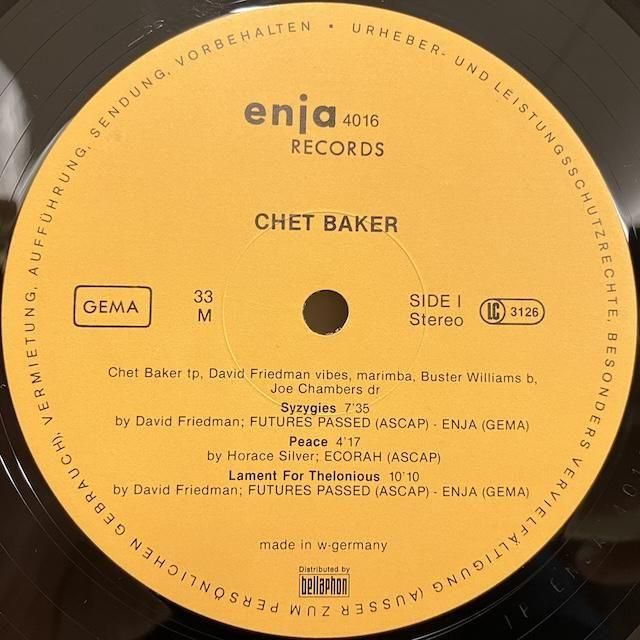 URHEBER- UND LEISTUNGSSCHUTZRECHTE, BESONDERS VERVIELFÄLTIGUNG (AUSSER ZUM PERSÖNLICHEN GEBRAUCH), VERMIETUNG, AUFFÜHRUNG, SENDUNG, VORBEHALTEN •
enja 4016
RECORDS
CHET BAKER
GEMA
33
M
SIDE I
Stereo
LC 3126
Chet Baker tp, David Friedman vibes, marimba, Buster Williams b,
Joe Chambers dr
Syzygies 7'35
by David Friedman; FUTURES PASSED (ASCAP) - ENJA (GEMA)
Peace 4'17
by Horace Silver; ECORAH (ASCAP)
Lament For Thelonious 10'10
by David Friedman; FUTURES PASSED (ASCAP) - ENJA (GEMA)
made in w-germany
Distributed by
bellaphon